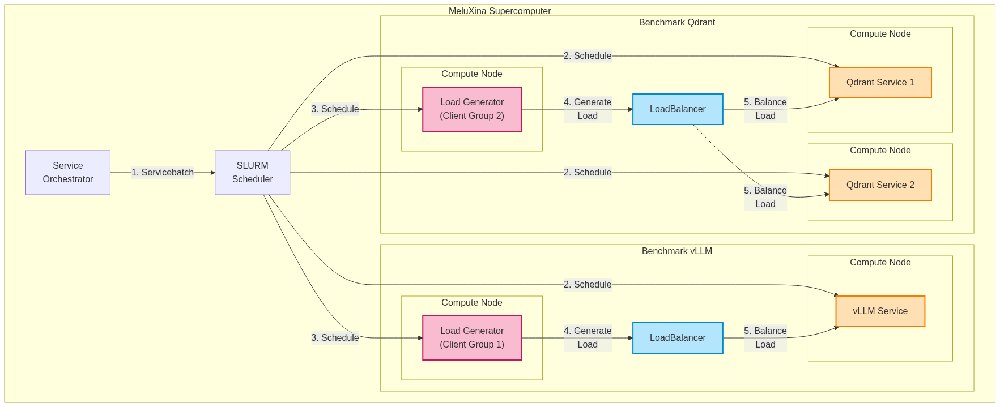 MeluXina Supercomputer
Benchmark Qdrant
Compute Node
2. Schedule
Compute Node
Qdrant Service 1
Load Generator
(Client Group 2)
3. Schedule
4. Generate
Load
LoadBalancer
5. Balance
Load
Compute Node
Service
Orchestrator
1. Servicebatch
SLURM
Scheduler
2. Schedule
Qdrant Service 2
5. Balance
Load
Benchmark vLLM
Compute Node
2. Schedule
Compute Node
vLLM Service
3. Schedule
Load Generator
(Client Group 1)
4. Generate
Load
LoadBalancer
5. Balance
Load